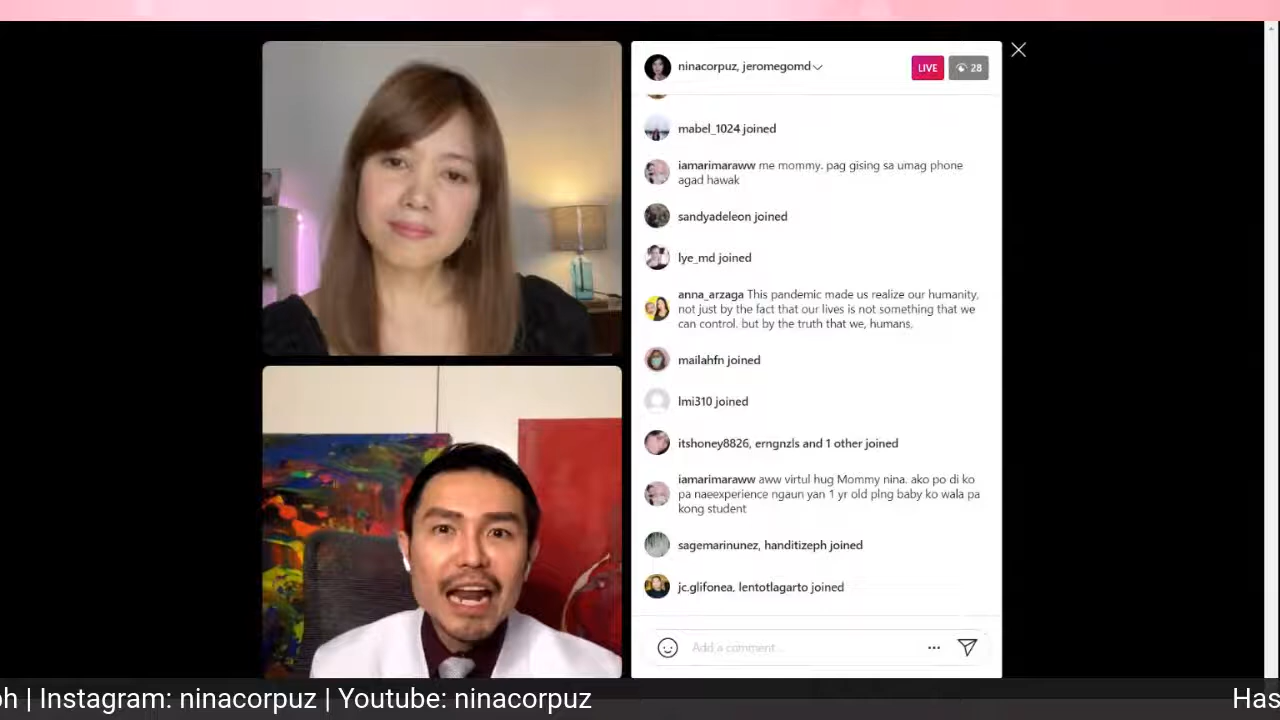 ninacorpuz, jeromegomd
LIVE
28
mabel_1024 joined
iamarimaraww me mommy. pag gising sa umag phone
agad hawak
sandyadeleon joined
lye_md joined
anna_arzaga This pandemic made us realize our humanity,
not just by the fact that our lives is not something that we
can control. but by the truth that we, humans,
mailahfn joined
lmi310 joined
itshoney8826, erngnzls and 1 other joined
iamarimaraww aww virtul hug Mommy nina. ako po di ko
pa naeexperience ngaun yan 1 yr old plng baby ko wala pa
kong student
sagemarinunez, handitizeph joined
jc.glifonea, lentotlagarto joined
Add a comment...
ph | Instagram: ninacorpuz | Youtube: ninacorpuz
Has